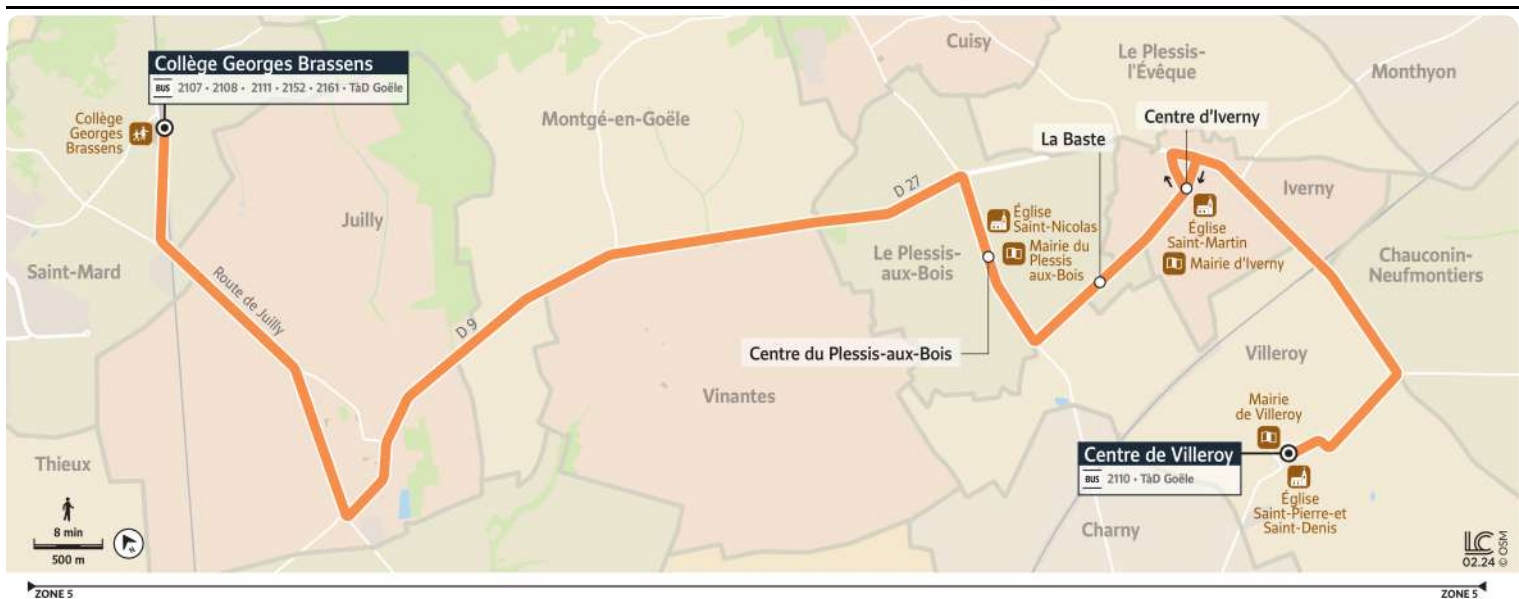 Collège Georges Brassens
BUS 2107 • 2108 • 2111 • 2152 • 2161 • TàD Goële
Collège
Georges
Brassens
Cuisy
Le Plessis-
l'Évêque
Monthyon
Montgé-en-Goële
Centre d'Iverny
La Baste
Juilly
D 27
Iverny
Église
Saint-Nicolas
Mairie du
Plessis
aux-Bois
Église
Saint-Martin
Mairie d'Iverny
Le Plessis-
aux-Bois
Saint-Mard
Chauconin-
Neufmontiers
Route de Juilly
D 9
Centre du Plessis-aux-Bois
Villeroy
Vinantes
Mairie
de Villeroy
Centre de Villeroy
BUS 2110 • TàD Goële
Thieux
Église
Saint-Pierre-et
Saint-Denis
Charny
8 min
500 m
N
LC
02.24 © OSM
ZONE 5
ZONE 5